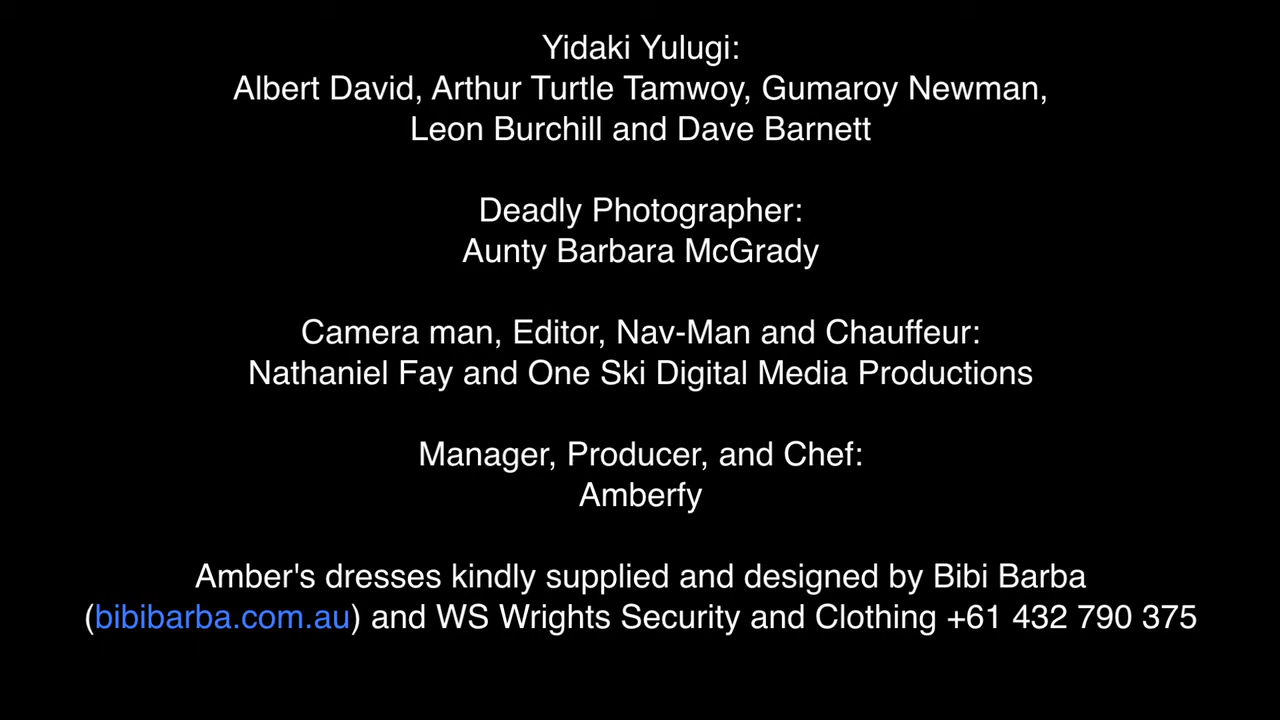 Yidaki Yulugi:
Albert David, Arthur Turtle Tamwoy, Gumaroy Newman,
Leon Burchill and Dave Barnett
Deadly Photographer:
Aunty Barbara McGrady
Camera man, Editor, Nav-Man and Chauffeur:
Nathaniel Fay and One Ski Digital Media Productions
Manager, Producer, and Chef:
Amberfy
Amber's dresses kindly supplied and designed by Bibi Barba
(bibibarba.com.au) and WS Wrights Security and Clothing +61 432 790 375